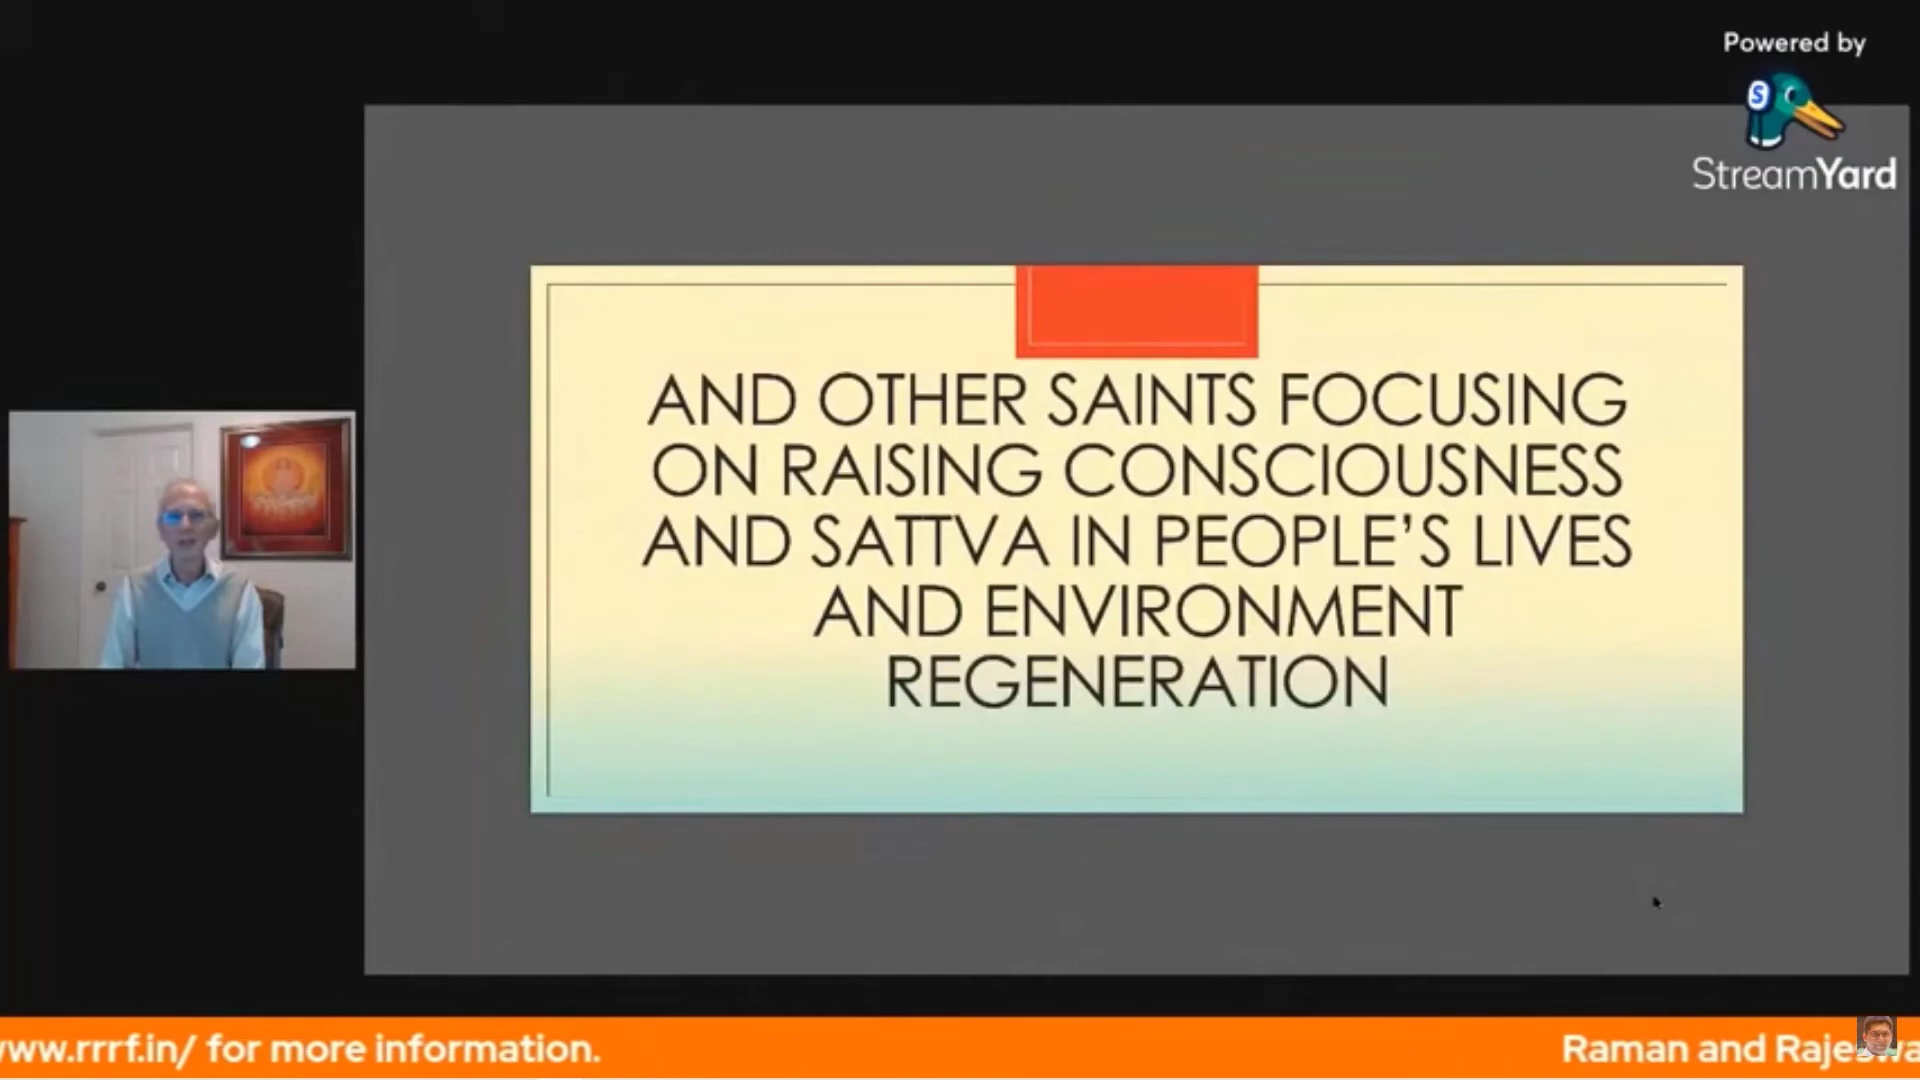 Powered by
S
StreamYard
AND OTHER SAINTS FOCUSING
ON RAISING CONSCIOUSNESS
AND SATTVA IN PEOPLE’S LIVES
AND ENVIRONMENT
REGENERATION
www.rrrf.in/ for more information.
Raman and